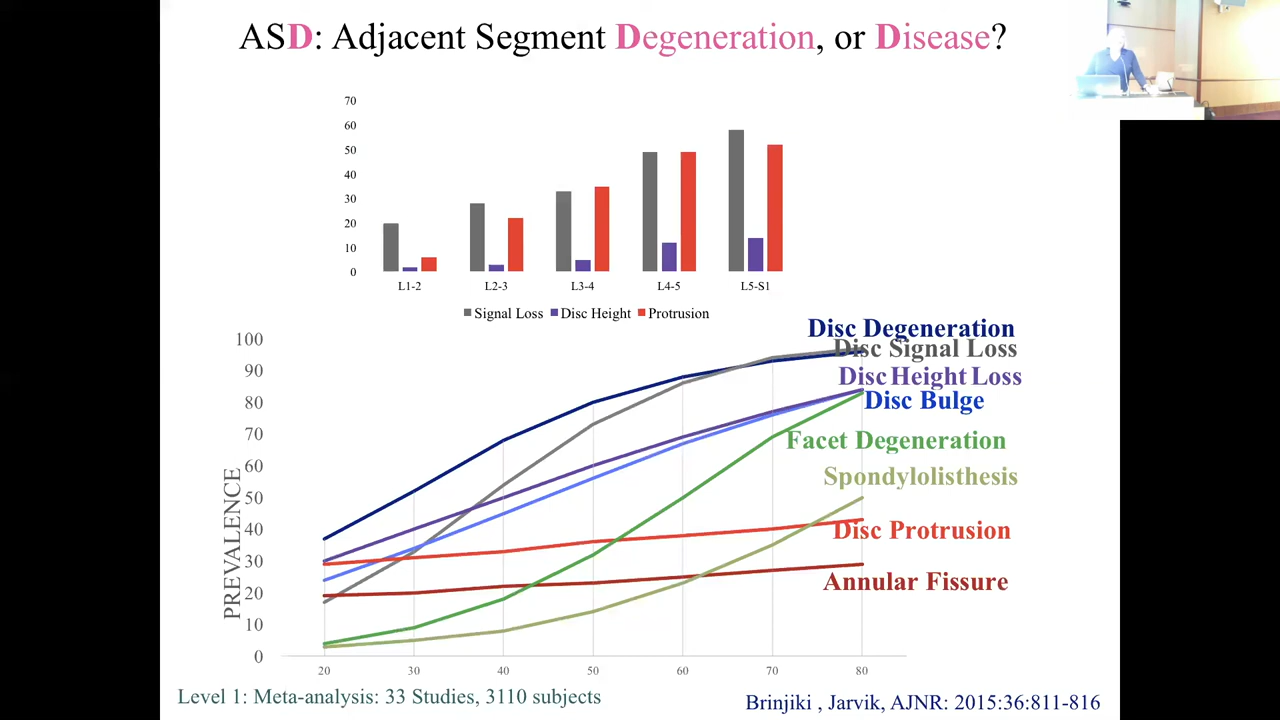 ASD: Adjacent Segment Degeneration, or Disease?
70
60
50
40
30
20
10
0
L1-2 L2-3 L3-4 L4-5 L5-S1
Signal Loss Disc Height Protrusion
100
90
80
70
60
50
40
30
20
10
0
PREVALENCE
Disc Degeneration
Disc Signal Loss
Disc Height Loss
Disc Bulge
Facet Degeneration
Spondylolisthesis
Disc Protrusion
Annular Fissure
20 30 40 50 60 70 80
Level 1: Meta-analysis: 33 Studies, 3110 subjects
Brinjiki , Jarvik, AJNR: 2015:36:811-816